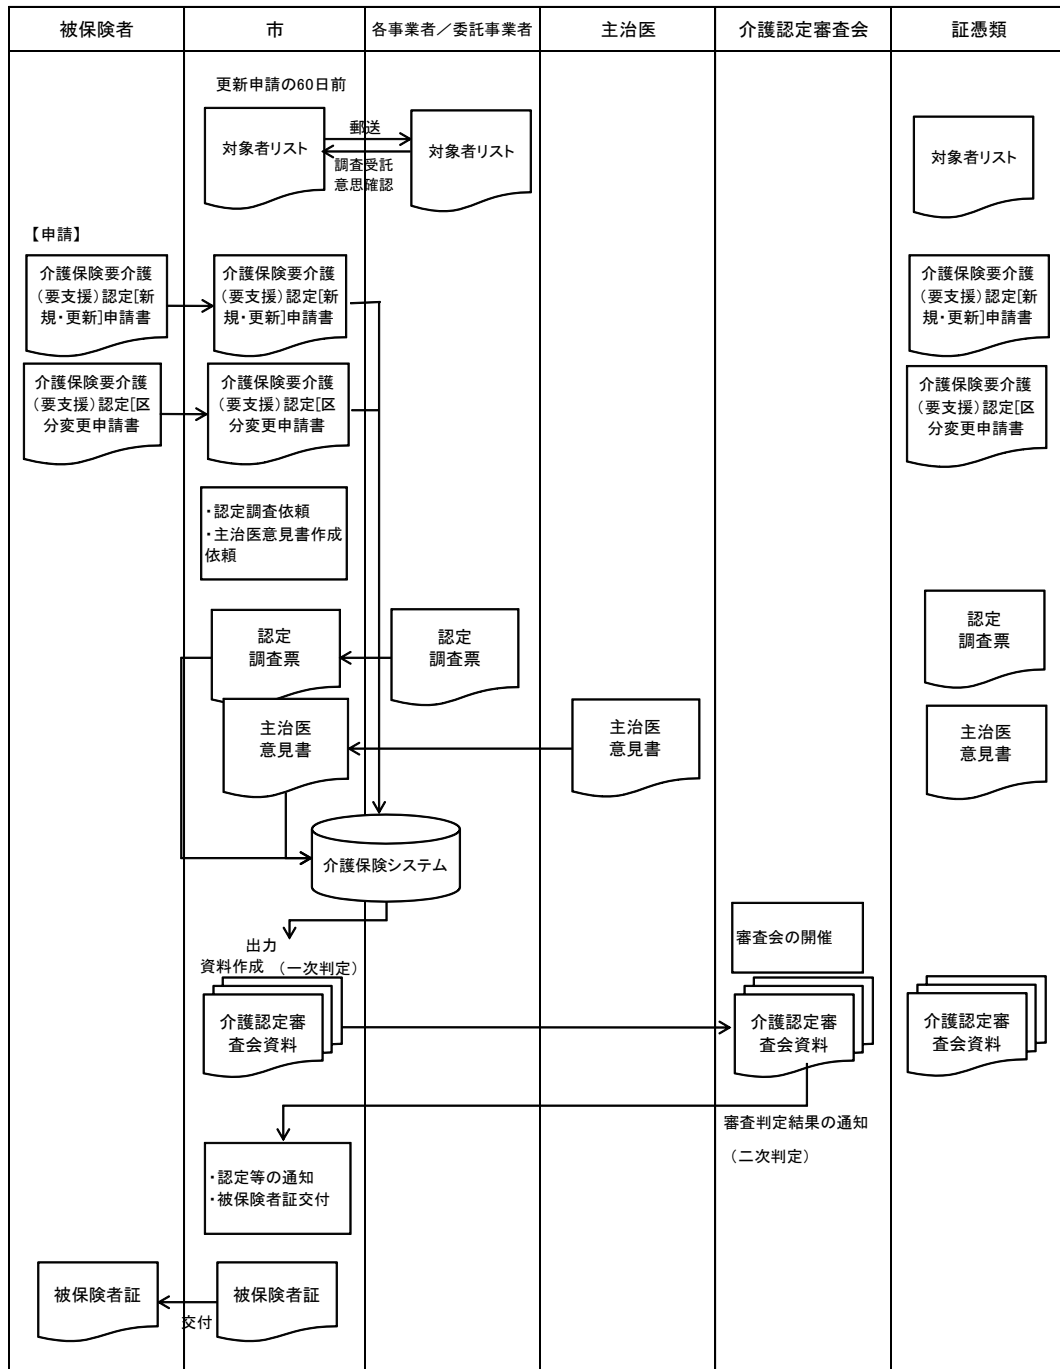 被保険者
市
各事業者／委託事業者
主治医
介護認定審査会
証憑類
更新申請の60日前
対象者リスト
郵送
調査受託
意思確認
対象者リスト
対象者リスト
【申請】
介護保険要介護
（要支援）認定[新
規・更新]申請書
介護保険要介護
（要支援）認定[新
規・更新]申請書
介護保険要介護
（要支援）認定[新
規・更新]申請書
介護保険要介護
（要支援）認定[区
分変更申請書
介護保険要介護
（要支援）認定[区
分変更申請書
介護保険要介護
（要支援）認定[区
分変更申請書
・認定調査依頼
・主治医意見書作成
依頼
認定
調査票
認定
調査票
認定
調査票
主治医
意見書
主治医
意見書
主治医
意見書
介護保険システム
出力
資料作成
（一次判定）
審査会の開催
介護認定審
査会資料
介護認定審
査会資料
介護認定審
査会資料
審査判定結果の通知
（二次判定）
・認定等の通知
・被保険者証交付
被保険者証
交付
被保険者証